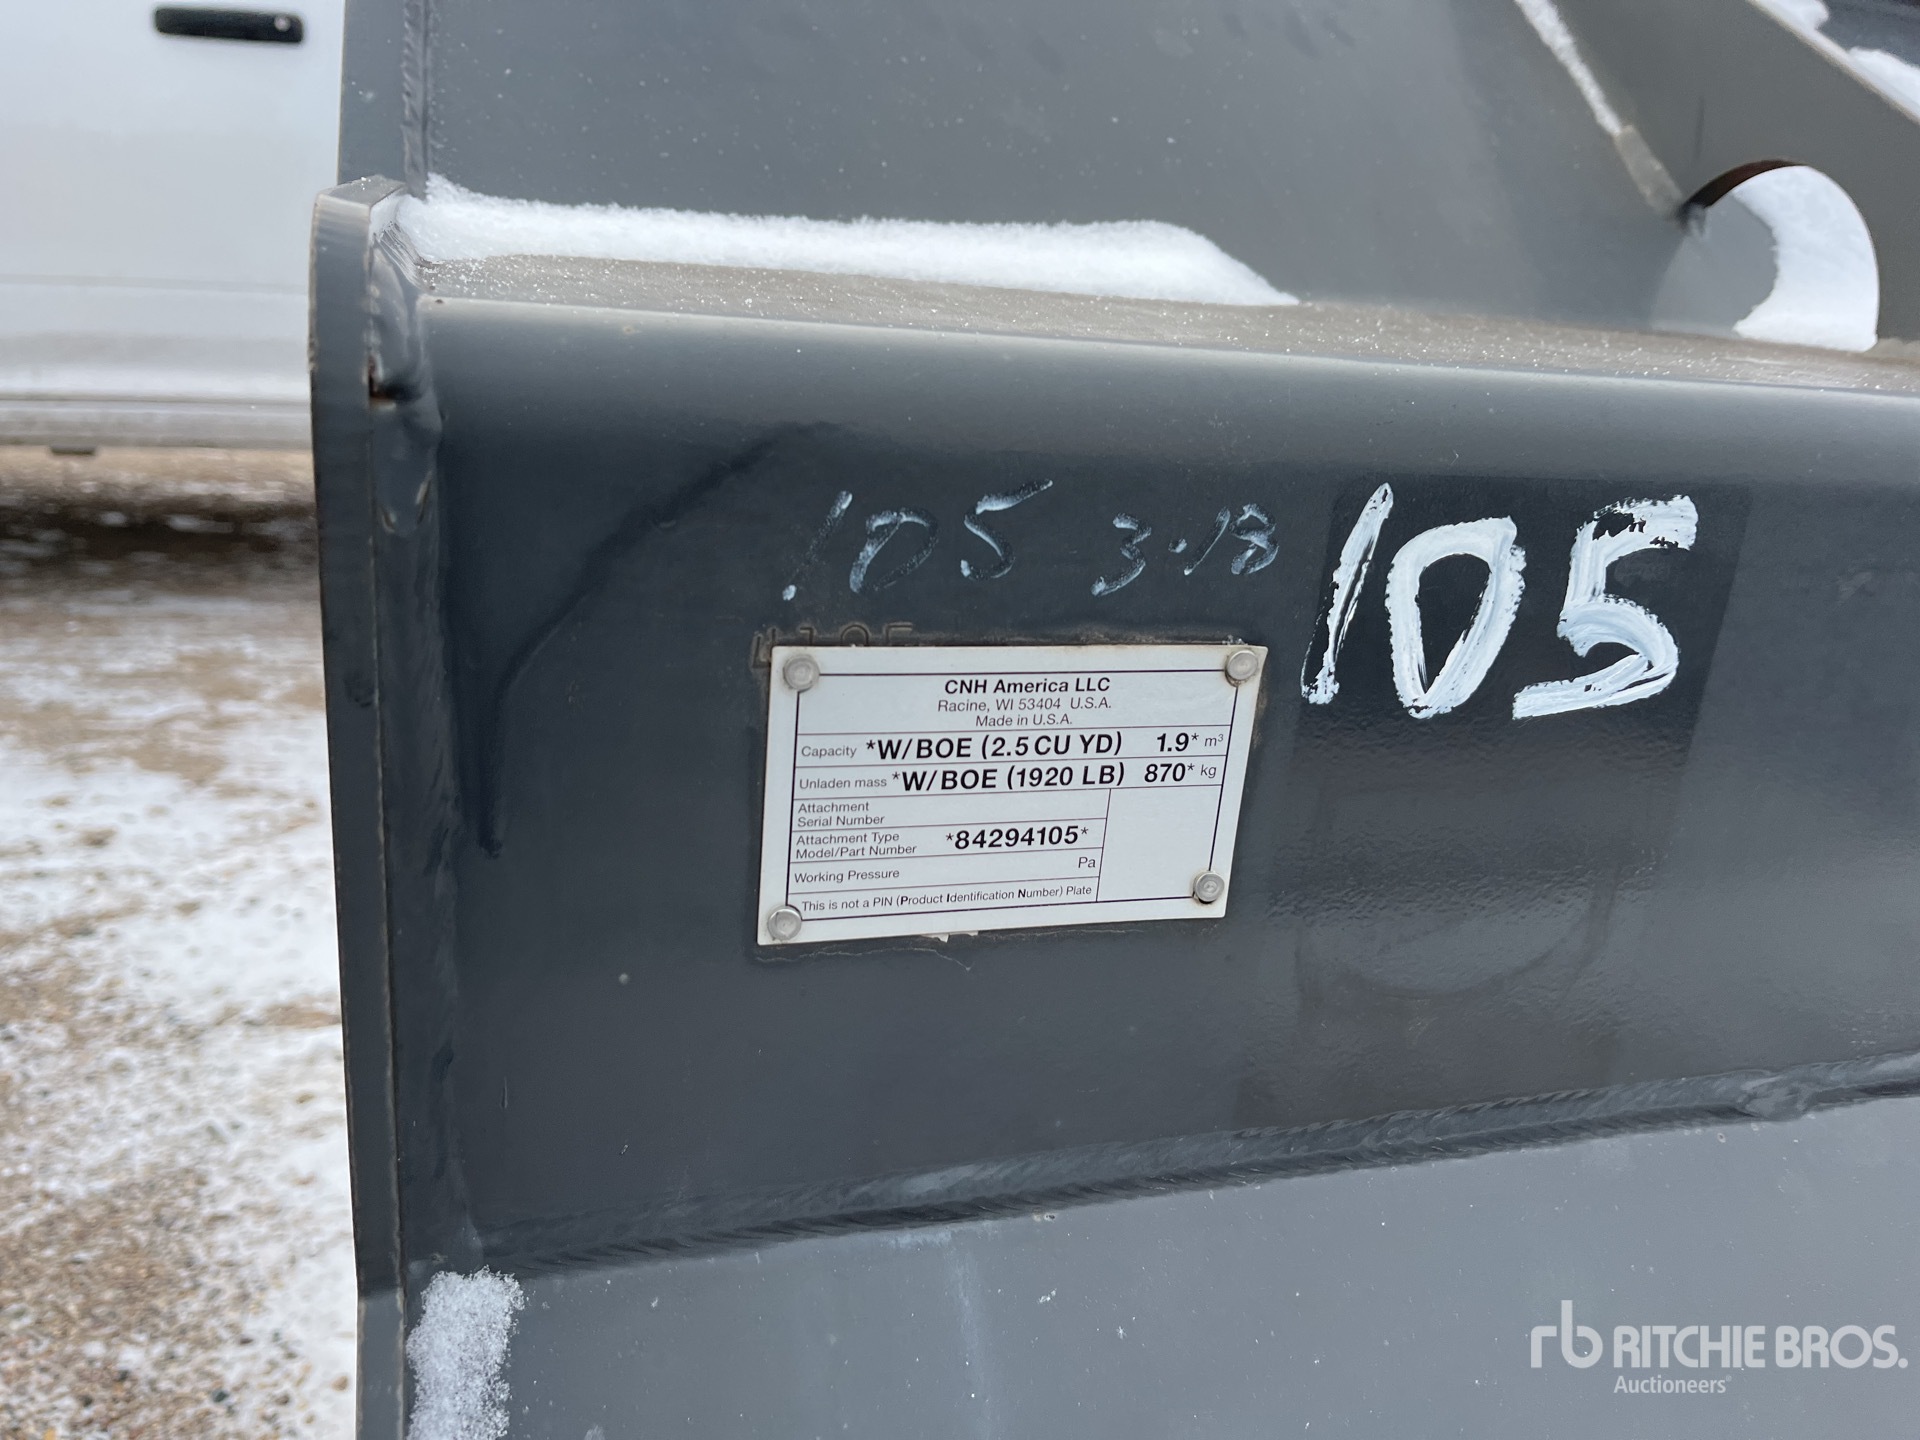 105 3-18
105
CNH America LLC
Racine, WI 53404 U.S.A.
Made in U.S.A.
Capacity *W/BOE (2.5 CU YD) 1.9* m³
Unladen mass *W/BOE (1920 LB) 870* kg
Attachment
Serial Number
Attachment Type
Model/Part Number *84294105*
Working Pressure Pa
This is not a PIN (Product Identification Number) Plate
rb RITCHIE BROS.
Auctioneers